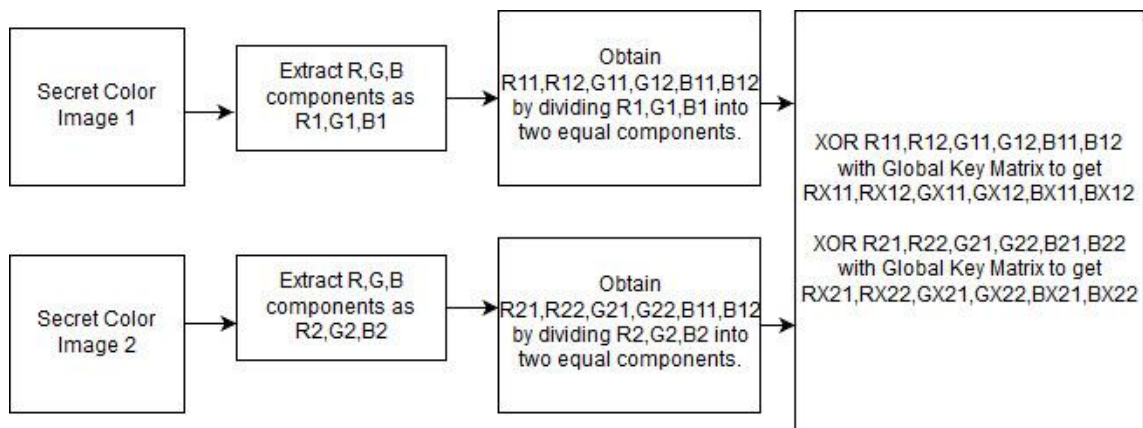 Secret Color
Image 1
Extract R,G,B
components as
R1,G1,B1
Obtain
R11,R12,G11,G12,B11,B12
by dividing R1,G1,B1 into
two equal components.
XOR R11,R12,G11,G12,B11,B12
with Global Key Matrix to get
RX11,RX12,GX11,GX12,BX11,BX12
XOR R21,R22,G21,G22,B21,B22
with Global Key Matrix to get
RX21,RX22,GX21,GX22,BX21,BX22
Secret Color
Image 2
Extract R,G,B
components as
R2,G2,B2
Obtain
R21,R22,G21,G22,B11,B12
by dividing R2,G2,B2 into
two equal components.